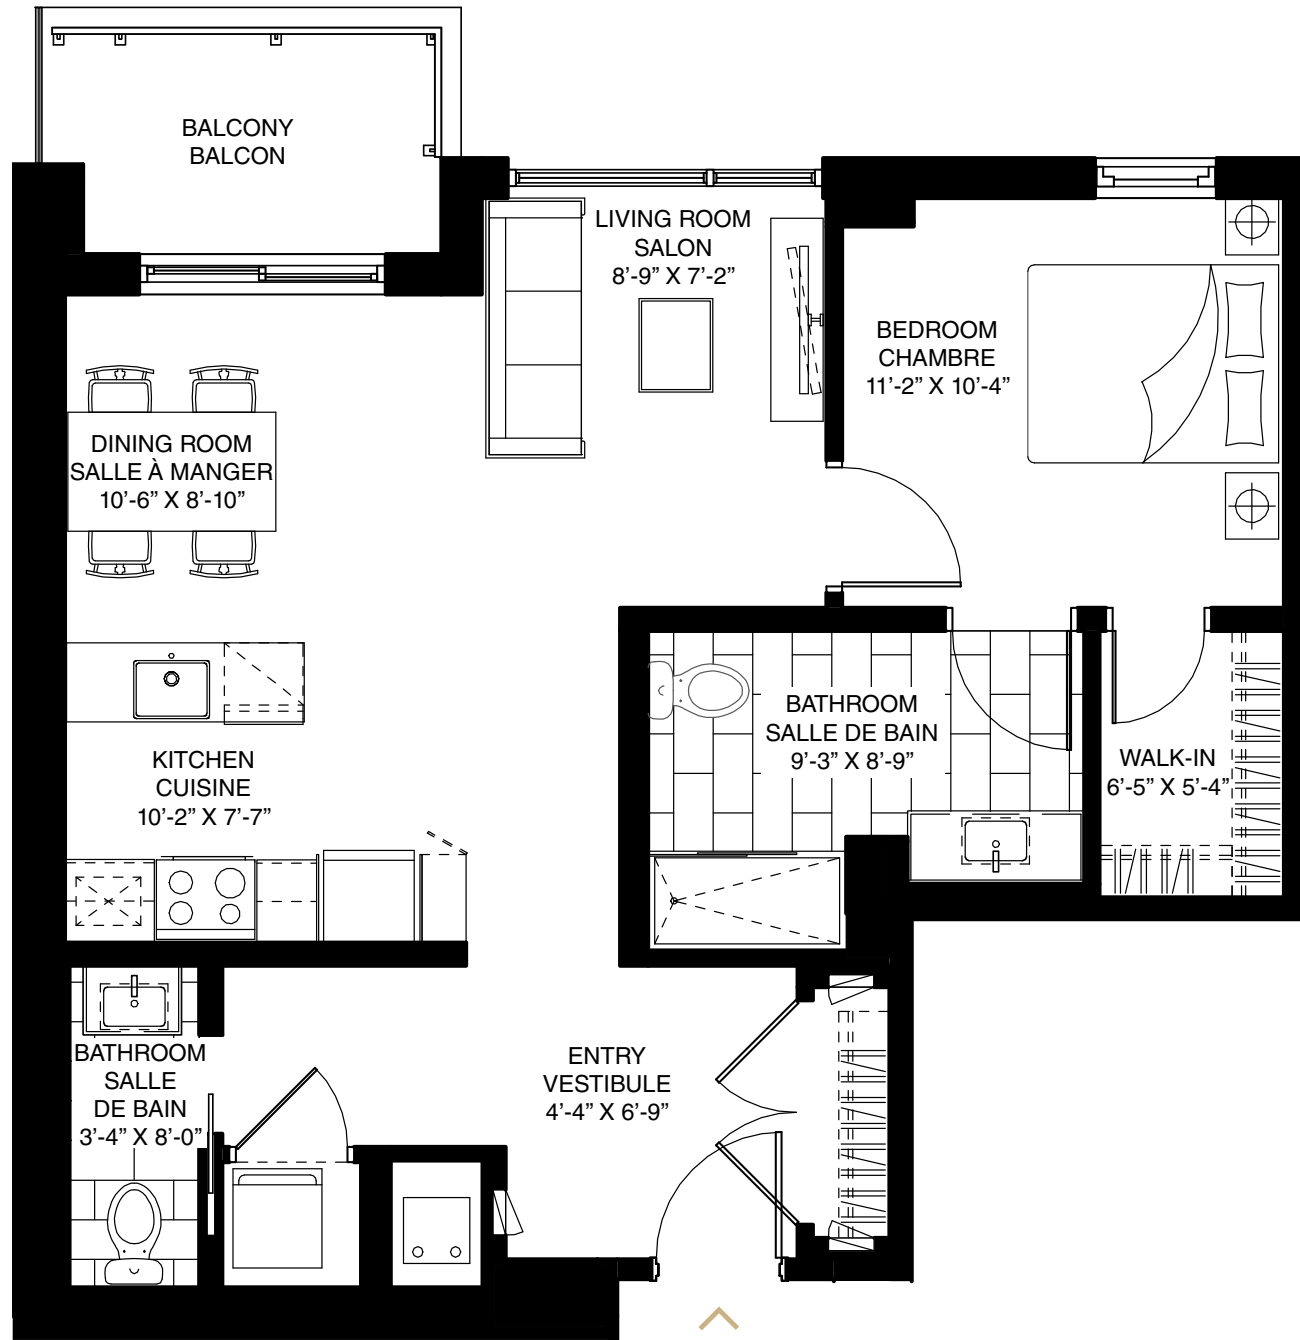 BALCONY
BALCON
LIVING ROOM
SALON
8’-9” X 7’-2”
BEDROOM
CHAMBRE
11’-2” X 10’-4”
DINING ROOM
SALLE À MANGER
10’-6” X 8’-10”
BATHROOM
SALLE DE BAIN
9’-3” X 8’-9”
WALK-IN
6’-5” X 5’-4”
KITCHEN
CUISINE
10’-2” X 7’-7”
BATHROOM
SALLE
DE BAIN
3’-4” X 8’-0”
ENTRY
VESTIBULE
4’-4” X 6’-9”